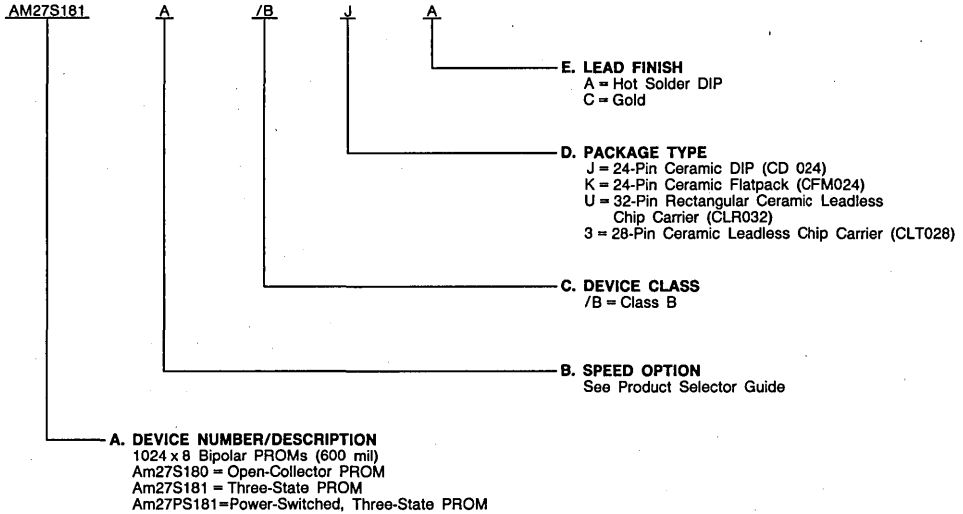 AM27S181 A /B J A
E. LEAD FINISH
A = Hot Solder DIP
C = Gold
D. PACKAGE TYPE
J = 24-Pin Ceramic DIP (CD 024)
K = 24-Pin Ceramic Flatpack (CFM024)
U = 32-Pin Rectangular Ceramic Leadless
Chip Carrier (CLR032)
3 = 28-Pin Ceramic Leadless Chip Carrier (CLT028)
C. DEVICE CLASS
/B = Class B
B. SPEED OPTION
See Product Selector Guide
A. DEVICE NUMBER/DESCRIPTION
1024 x 8 Bipolar PROMs (600 mil)
Am27S180 = Open-Collector PROM
Am27S181 = Three-State PROM
Am27PS181=Power-Switched, Three-State PROM